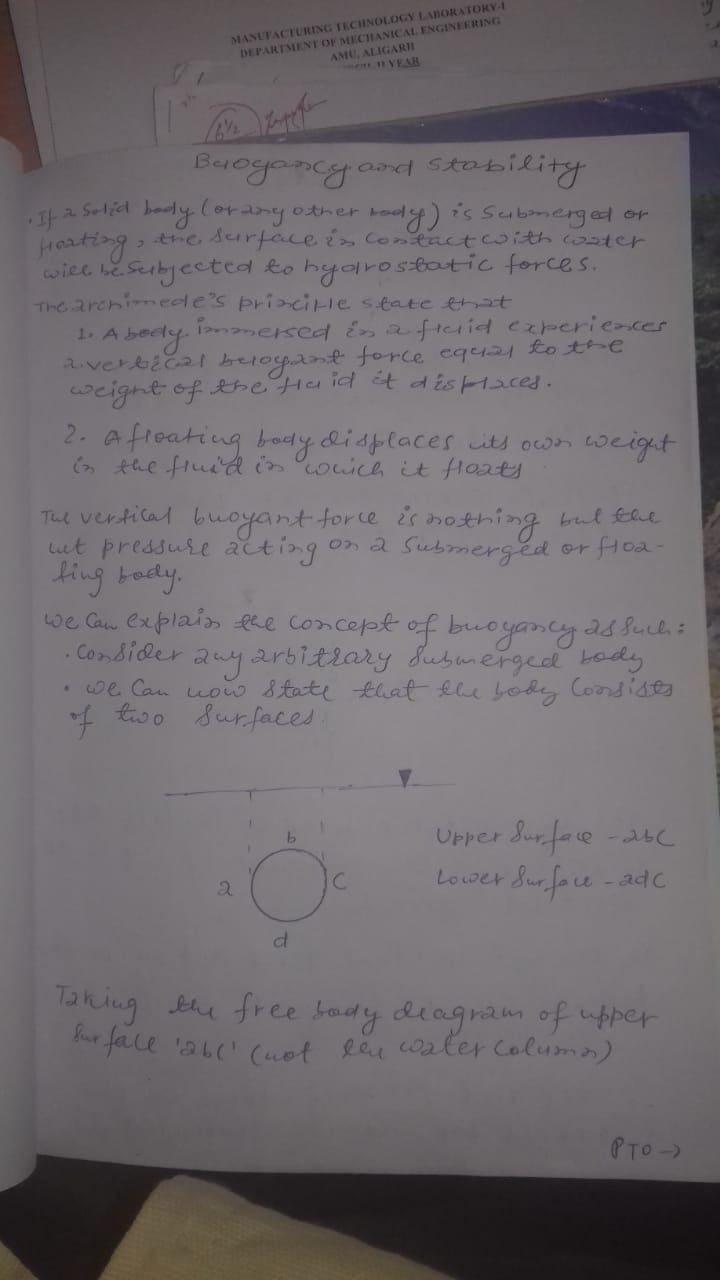 MANUFACTURING TECHNOLOGY LABORATORY-I
DEPARTMENT OF MECHANICAL ENGINEERING
AMU, ALIGARH
II YEAR
6 1/2
Buoyancy and stability
. If a Solid body (or any other body) is Submerged or
floating, the surface in contact with water
will be Subjected to hydrostatic forces.
The archimede's principle state that
1. A body immersed in a fluid experiences
a vertical buoyant force equal to the
weight of the fluid it displaces.
2. A floating body displaces its own weight
in the fluid in which it floats
The vertical buoyant force is nothing but the
net pressure acting on a Submerged or floa-
ting body.
We Can explain the concept of buoyancy as Such:
. Consider any arbitrary submerged body
. We Can now state that the body Consists
of two surfaces.
b
Upper Surface - abc
a
c
Lower Surface - adc
d
Taking the free body diagram of upper
Surface 'abc' (not the water column)
PTO ->